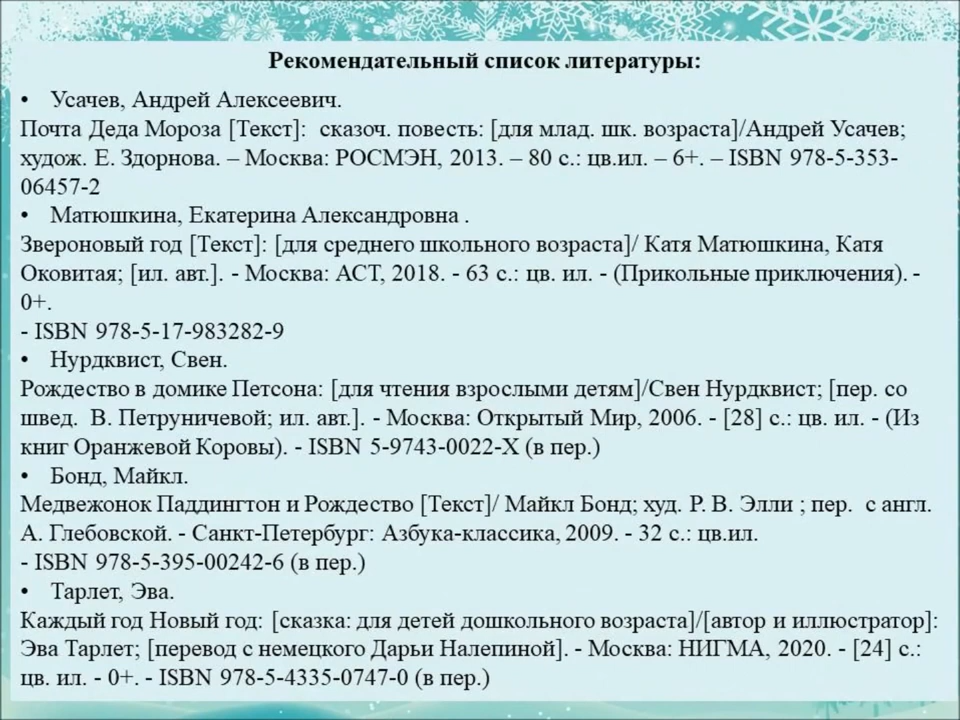 Рекомендательный список литературы:
• Усачев, Андрей Алексеевич.
Почта Деда Мороза [Текст]: сказоч. повесть: [для млад. шк. возраста]/Андрей Усачев;
худож. Е. Здорнова. – Москва: РОСМЭН, 2013. – 80 с.: цв.ил. – 6+. – ISBN 978-5-353-
06457-2
• Матюшкина, Екатерина Александровна .
Звероновый год [Текст]: [для среднего школьного возраста]/ Катя Матюшкина, Катя
Оковитая; [ил. авт.]. - Москва: АСТ, 2018. - 63 с.: цв. ил. - (Прикольные приключения). -
0+.
- ISBN 978-5-17-983282-9
• Нурдквист, Свен.
Рождество в домике Петсона: [для чтения взрослыми детям]/Свен Нурдквист; [пер. со
швед. В. Петруничевой; ил. авт.]. - Москва: Открытый Мир, 2006. - [28] с.: цв. ил. - (Из
книг Оранжевой Коровы). - ISBN 5-9743-0022-X (в пер.)
• Бонд, Майкл.
Медвежонок Паддингтон и Рождество [Текст]/ Майкл Бонд; худ. Р. В. Элли ; пер. с англ.
А. Глебовской. - Санкт-Петербург: Азбука-классика, 2009. - 32 с.: цв.ил.
- ISBN 978-5-395-00242-6 (в пер.)
• Тарлет, Эва.
Каждый год Новый год: [сказка: для детей дошкольного возраста]/[автор и иллюстратор]:
Эва Тарлет; [перевод с немецкого Дарьи Налепиной]. - Москва: НИГМА, 2020. - [24] с.:
цв. ил. - 0+. - ISBN 978-5-4335-0747-0 (в пер.)